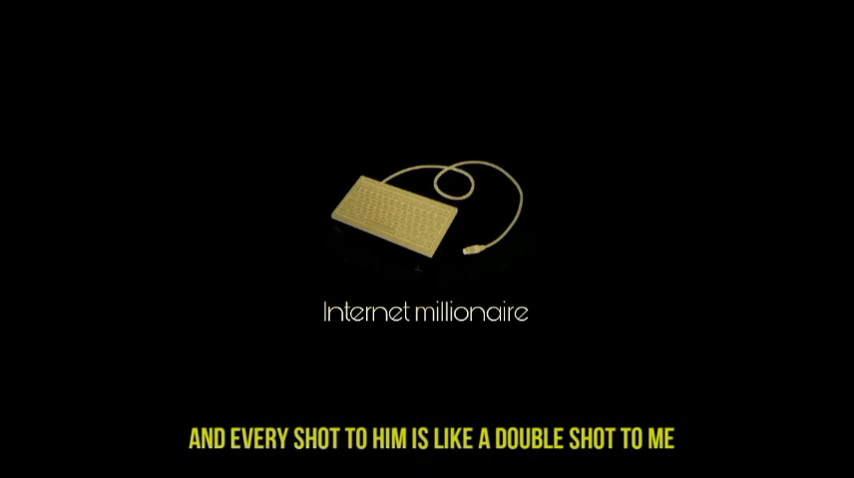 Internet millionaire
AND EVERY SHOT TO HIM IS LIKE A DOUBLE SHOT TO ME